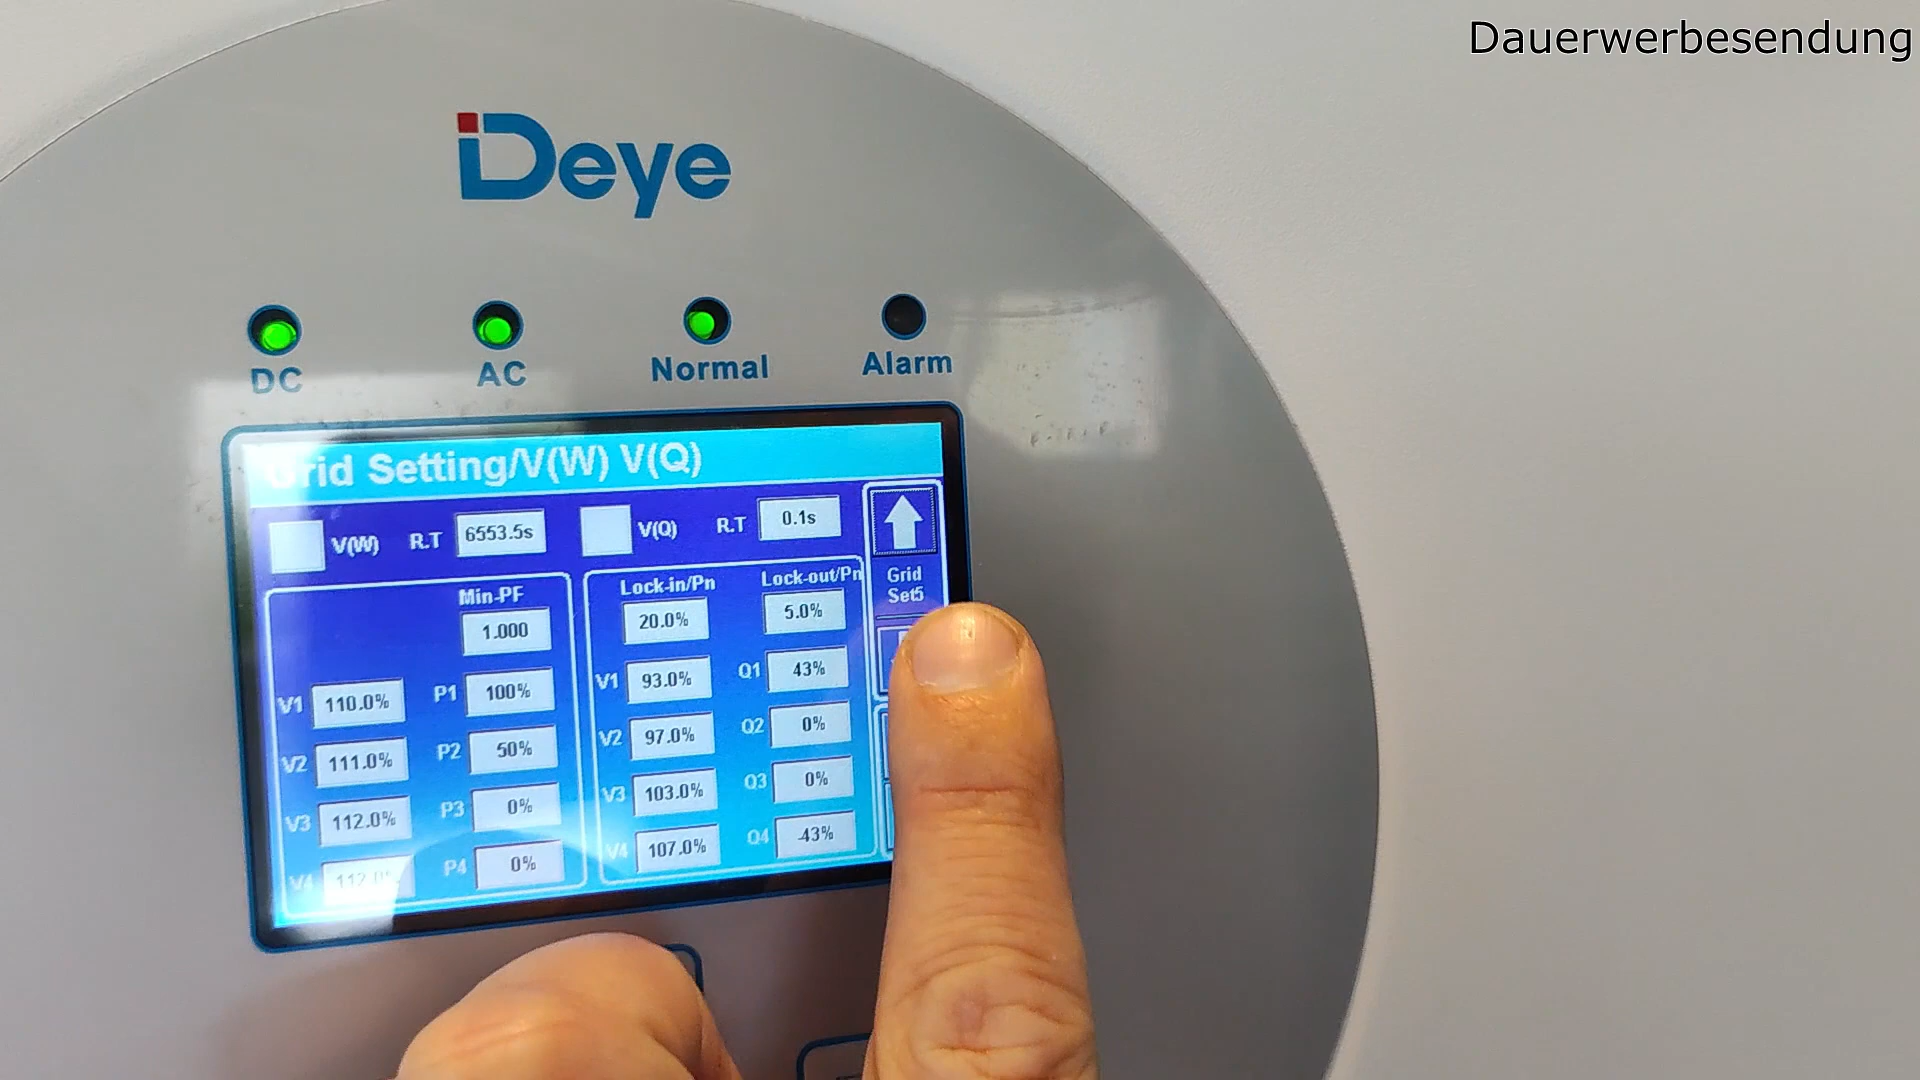 Dauerwerbesendung
Deye
DC AC Normal Alarm
Grid Setting/V(W) V(Q)
V(W) R.T 6553.5s V(Q) R.T 0.1s
Grid
Set5
Min-PF Lock-in/Pn Lock-out/Pn
1.000 20.0% 5.0%
V1 110.0% P1 100% V1 93.0% Q1 43%
V2 111.0% P2 50% V2 97.0% Q2 0%
V3 112.0% P3 0% V3 103.0% Q3 0%
V4 112.0% P4 0% V4 107.0% Q4 -43%